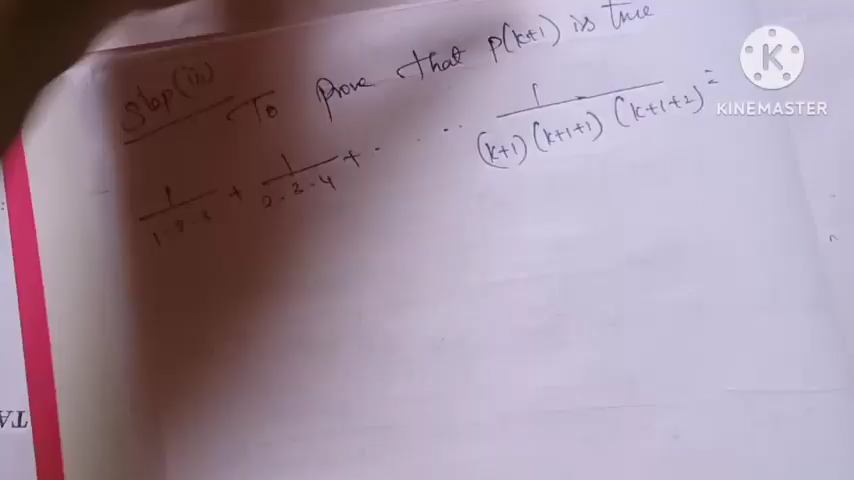 Step (iii)
To prove that P(k+1) is true
1/(1·2·3) + 1/(2·3·4) + · · · · · 1/((k+1)(k+1+1)(k+1+2)) =
K
KINEMASTER
TA